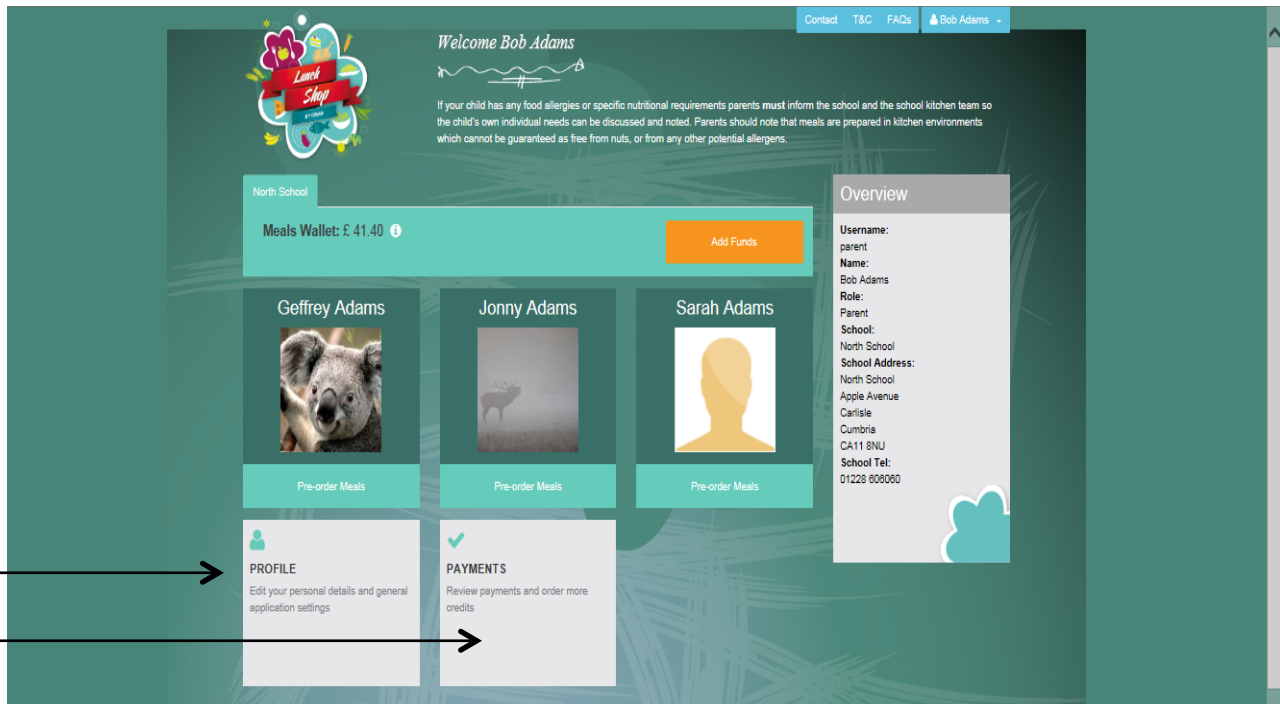 Contact T&C FAQs Bob Adams
Lunch
Shop
Welcome Bob Adams
If your child has any food allergies or specific nutritional requirements parents must inform the school and the school kitchen team so
the child's own individual needs can be discussed and noted. Parents should note that meals are prepared in kitchen environments
which cannot be guaranteed as free from nuts, or from any other potential allergens.
North School
Meals Wallet: £ 41.40
Add Funds
Geffrey Adams
Pre-order Meals
Jonny Adams
Pre-order Meals
Sarah Adams
Pre-order Meals
PROFILE
Edit your personal details and general
application settings
PAYMENTS
Review payments and order more
credits
Overview
Username:
parent
Name:
Bob Adams
Role:
Parent
School:
North School
School Address:
North School
Apple Avenue
Carlisle
Cumbria
CA11 8NU
School Tel:
01228 606060